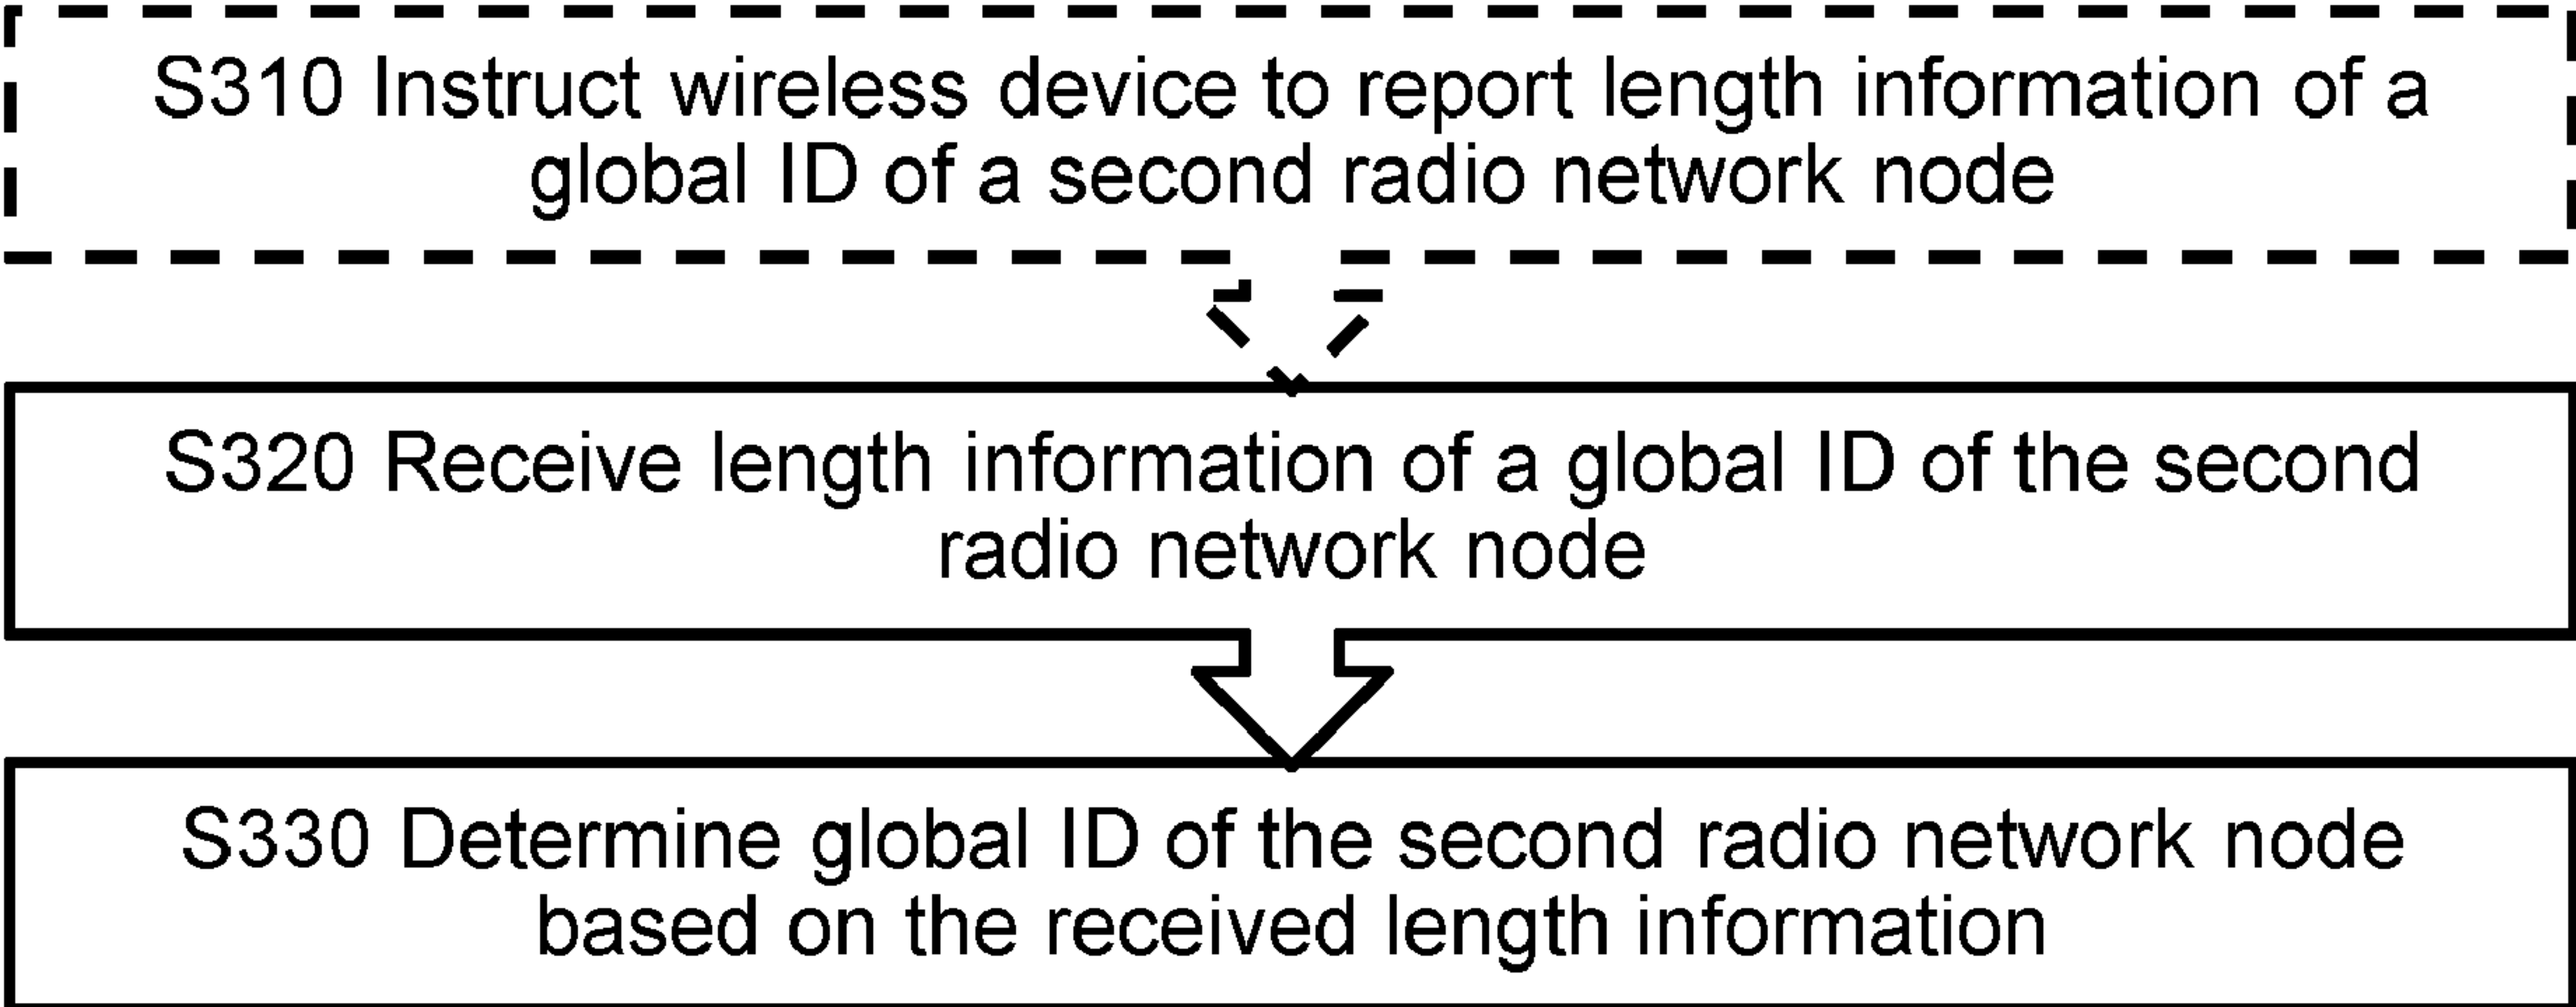 S310 Instruct wireless device to report length information of a
global ID of a second radio network node
S320 Receive length information of a global ID of the second
radio network node
S330 Determine global ID of the second radio network node
based on the received length information